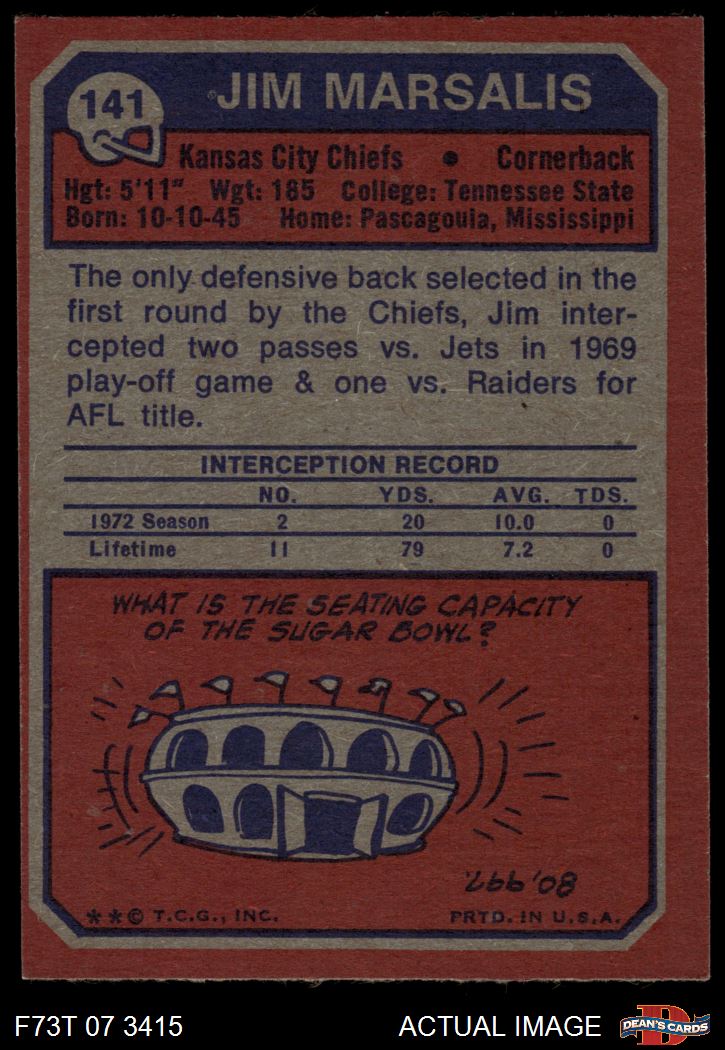 141
JIM MARSALIS
Kansas City Chiefs • Cornerback
Hgt: 5'11" Wgt: 185 College: Tennessee State
Born: 10-10-45 Home: Pascagoula, Mississippi
The only defensive back selected in the
first round by the Chiefs, Jim inter-
cepted two passes vs. Jets in 1969
play-off game & one vs. Raiders for
AFL title.
INTERCEPTION RECORD
NO. YDS. AVG. TDS.
1972 Season 2 20 10.0 0
Lifetime 11 79 7.2 0
WHAT IS THE SEATING CAPACITY
OF THE SUGAR BOWL?
80,997.
**© T.C.G., INC. PRTD. IN U.S.A.
F73T 07 3415 ACTUAL IMAGE
D
DEAN'S CARDS